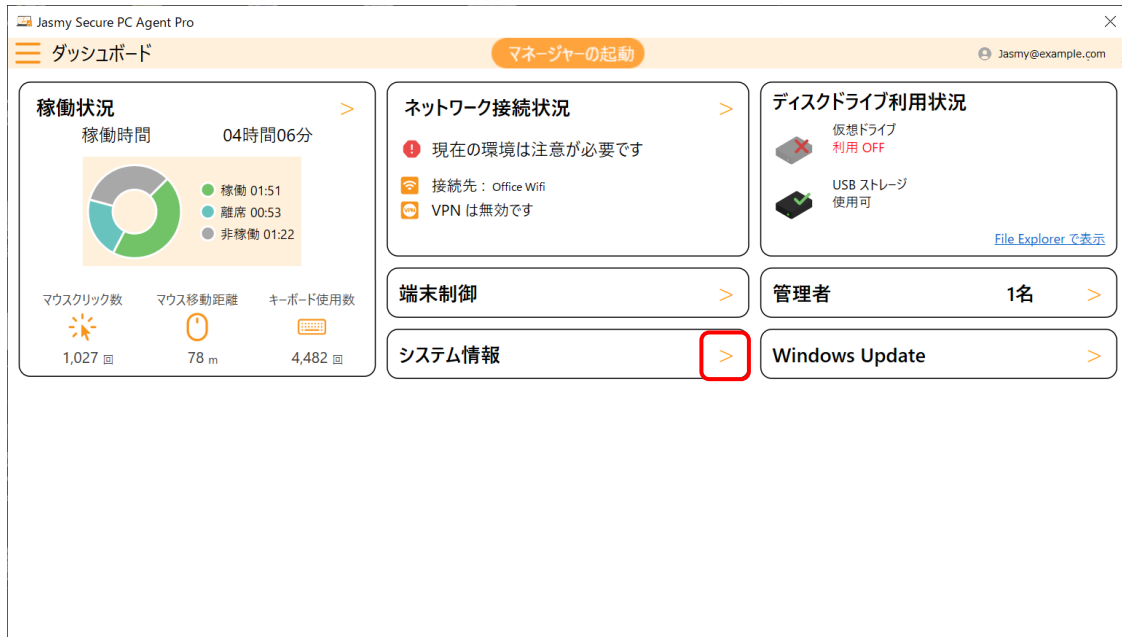 Jasmy Secure PC Agent Pro
ダッシュボード
マネージャーの起動
Jasmy@example.com
稼働状況 >
稼働時間 04時間06分
稼働 01:51
離席 00:53
非稼働 01:22
マウスクリック数 マウス移動距離 キーボード使用数
1,027 回 78 m 4,482 回
ネットワーク接続状況 >
現在の環境は注意が必要です
接続先： Office Wifi
VPN VPN は無効です
ディスクドライブ利用状況
仮想ドライブ
利用 OFF
USB ストレージ
使用可
File Explorer で表示
端末制御 >
管理者 1名 >
システム情報 >
Windows Update >